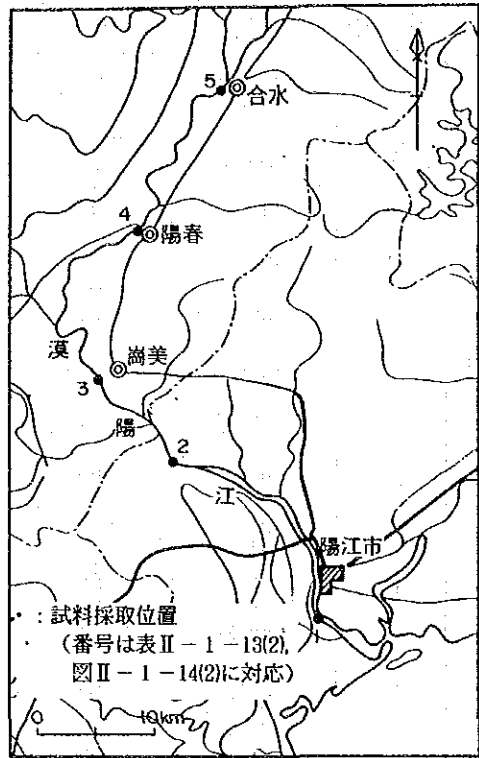 5
合水
4
陽春
漠
崗美
3
陽
2
江
陽江市
1
• : 試料採取位置
(番号は表Ⅱ-1-13(2),
図Ⅱ-1-14(2)に対応)
0 10km